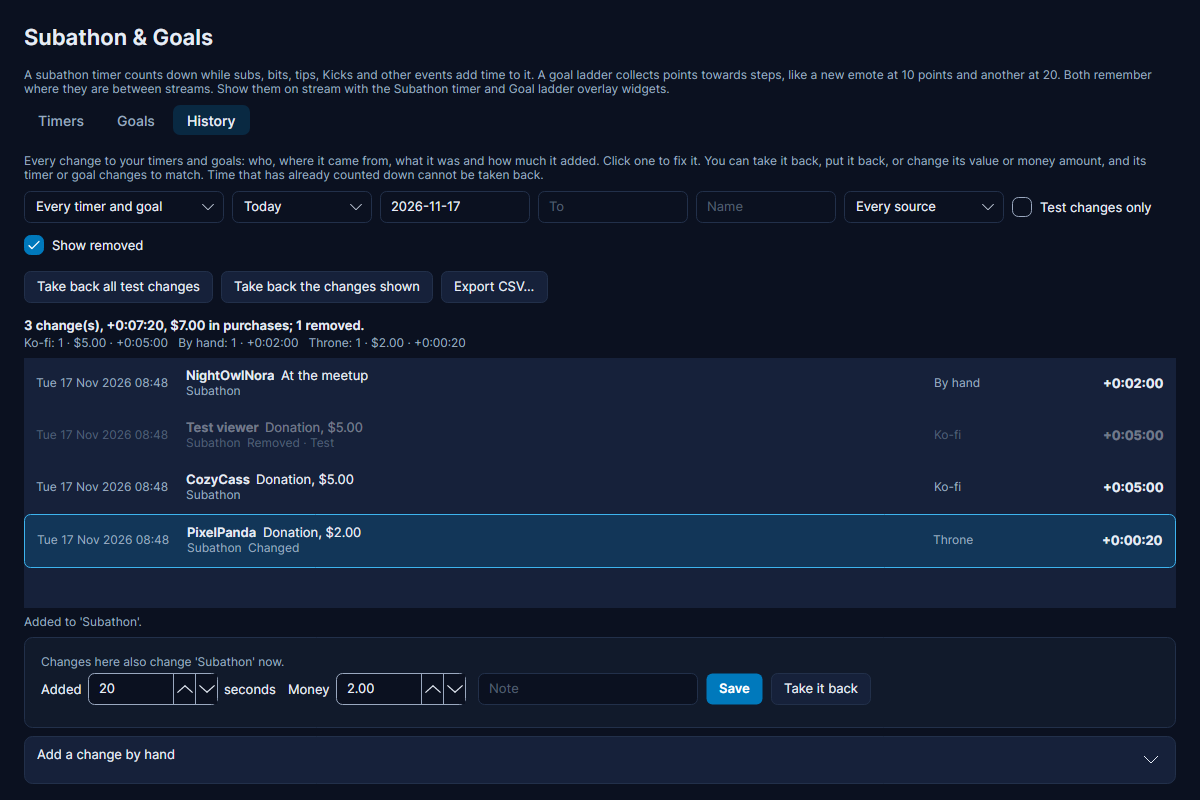 Subathon & Goals
A subathon timer counts down while subs, bits, tips, Kicks and other events add time to it. A goal ladder collects points towards steps, like a new emote at 10 points and another at 20. Both remember
where they are between streams. Show them on stream with the Subathon timer and Goal ladder overlay widgets.
Timers Goals History
Every change to your timers and goals: who, where it came from, what it was and how much it added. Click one to fix it. You can take it back, put it back, or change its value or money amount, and its
timer or goal changes to match. Time that has already counted down cannot be taken back.
Every timer and goal Today 2026-11-17 To Name Every source Test changes only
Show removed
Take back all test changes Take back the changes shown Export CSV...
3 change(s), +0:07:20, $7.00 in purchases; 1 removed.
Ko-fi: 1 · $5.00 · +0:05:00 By hand: 1 · +0:02:00 Throne: 1 · $2.00 · +0:00:20
Tue 17 Nov 2026 08:48 NightOwlNora At the meetup By hand +0:02:00
Subathon
Tue 17 Nov 2026 08:48 Test viewer Donation, $5.00 Ko-fi +0:05:00
Subathon Removed · Test
Tue 17 Nov 2026 08:48 CozyCass Donation, $5.00 Ko-fi +0:05:00
Subathon
Tue 17 Nov 2026 08:48 PixelPanda Donation, $2.00 Throne +0:00:20
Subathon Changed
Added to 'Subathon'.
Changes here also change 'Subathon' now.
Added 20 seconds Money 2.00 Note Save Take it back
Add a change by hand